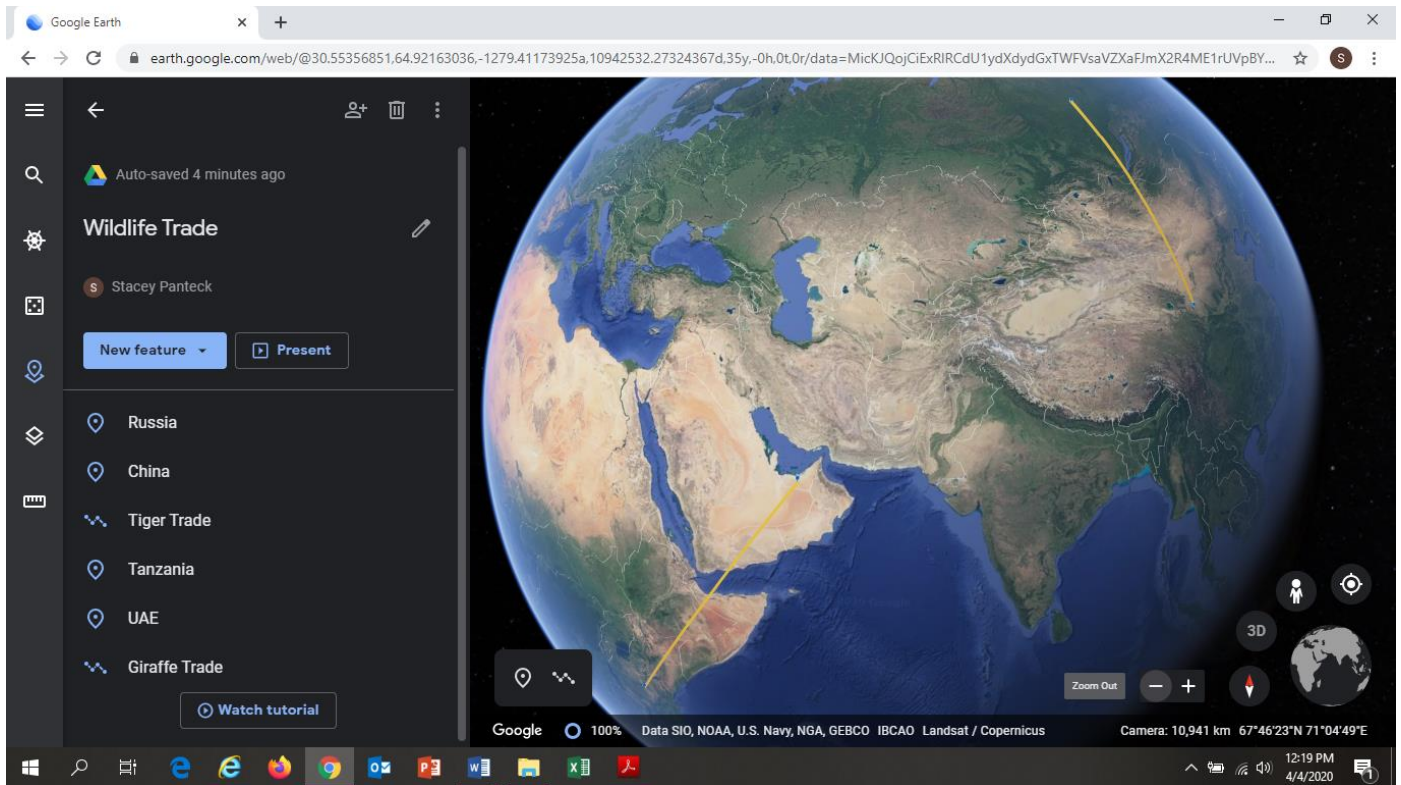 Google Earth
earth.google.com/web/@30.55356851,64.92163036,-1279.41173925a,10942532.27324367d,35y,-0h,0t,0r/data=MicKJQojCiExRlRCdU1ydXdydGxTWFVsaVZXaFJmX2R4ME1rUVpBY...
S
Auto-saved 4 minutes ago
Wildlife Trade
S Stacey Panteck
New feature Present
Russia
China
Tiger Trade
Tanzania
UAE
Giraffe Trade
Watch tutorial
3D
Zoom Out
Google 100% Data SIO, NOAA, U.S. Navy, NGA, GEBCO IBCAO Landsat / Copernicus Camera: 10,941 km 67°46'23"N 71°04'49"E
12:19 PM
4/4/2020
1